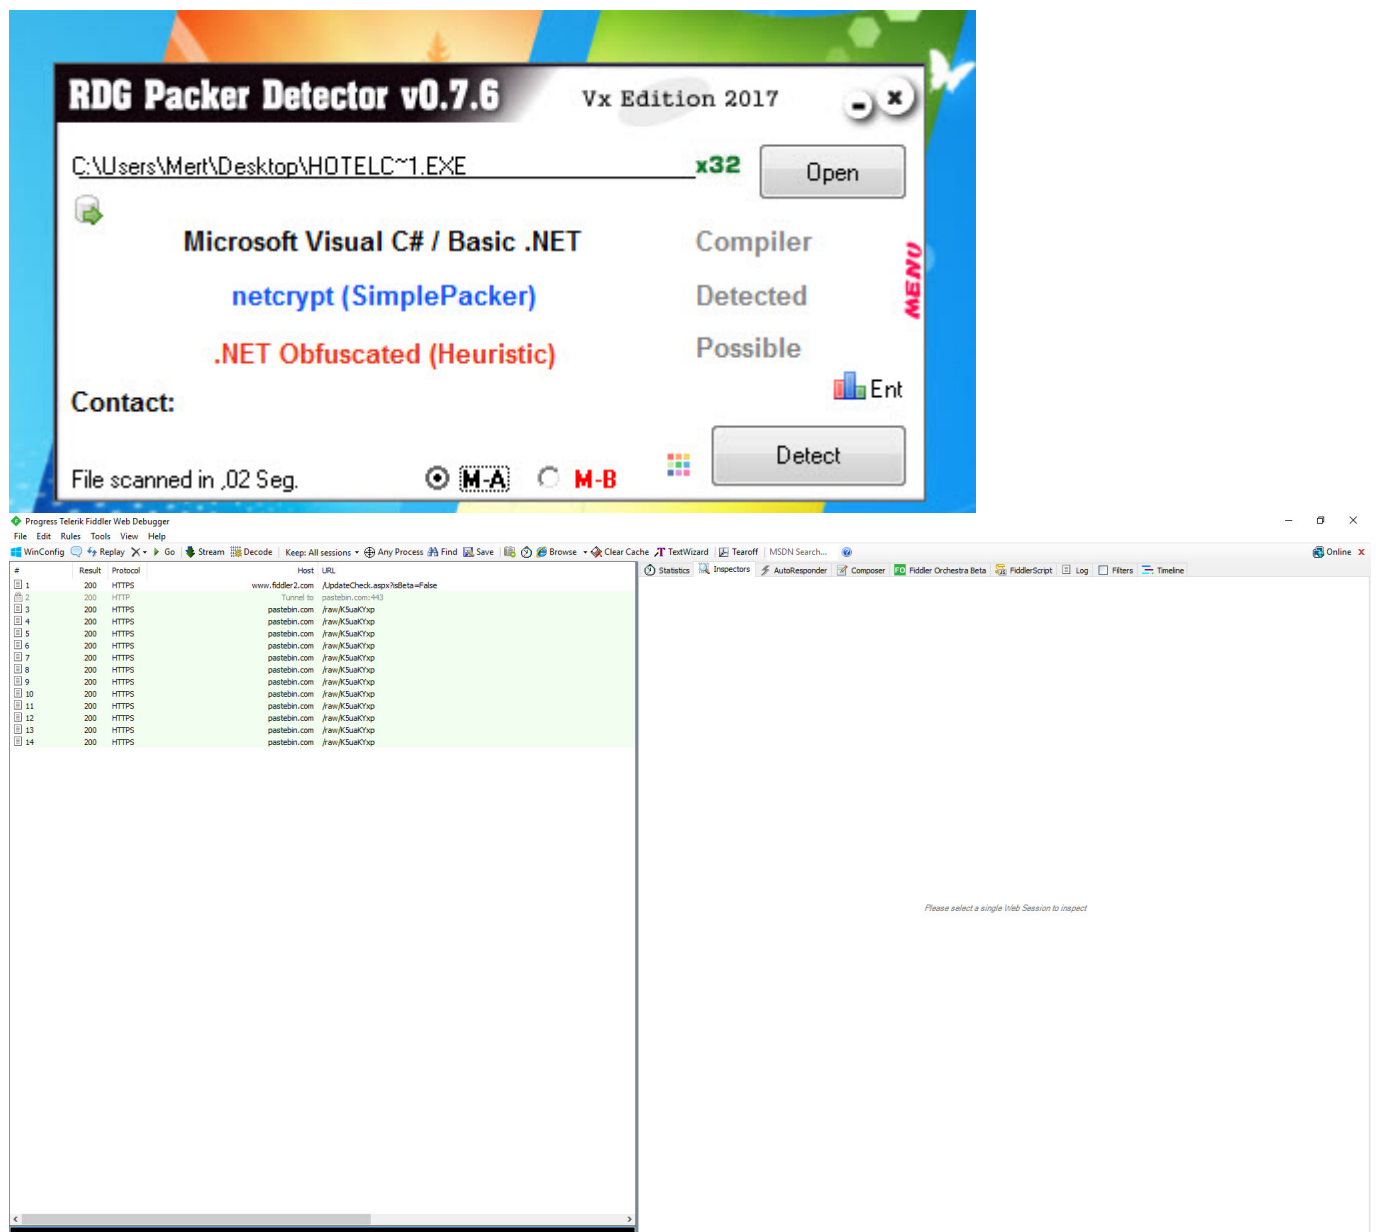 RDG Packer Detector v0.7.6 Vx Edition 2017
C:\Users\Mert\Desktop\HOTELC~1.EXE x32 Open
Microsoft Visual C# / Basic .NET Compiler
netcrypt (SimplePacker) Detected
.NET Obfuscated (Heuristic) Possible
MENU
Ent
Contact:
Detect
File scanned in ,02 Seg. M-A M-B
Progress Telerik Fiddler Web Debugger
File Edit Rules Tools View Help
WinConfig Replay Go Stream Decode Keep: All sessions Any Process Find Save Browse Clear Cache TextWizard Tearoff MSDN Search... Online
Statistics Inspectors AutoResponder Composer FO Fiddler Orchestra Beta FiddlerScript Log Filters Timeline
# Result Protocol Host URL
1 200 HTTPS www.fiddler2.com /UpdateCheck.aspx?isBeta=False
2 200 HTTP Tunnel to pastebin.com:443
3 200 HTTPS pastebin.com /raw/K5uaKYxp
4 200 HTTPS pastebin.com /raw/K5uaKYxp
5 200 HTTPS pastebin.com /raw/K5uaKYxp
6 200 HTTPS pastebin.com /raw/K5uaKYxp
7 200 HTTPS pastebin.com /raw/K5uaKYxp
8 200 HTTPS pastebin.com /raw/K5uaKYxp
9 200 HTTPS pastebin.com /raw/K5uaKYxp
10 200 HTTPS pastebin.com /raw/K5uaKYxp
11 200 HTTPS pastebin.com /raw/K5uaKYxp
12 200 HTTPS pastebin.com /raw/K5uaKYxp
13 200 HTTPS pastebin.com /raw/K5uaKYxp
14 200 HTTPS pastebin.com /raw/K5uaKYxp
Please select a single Web Session to inspect